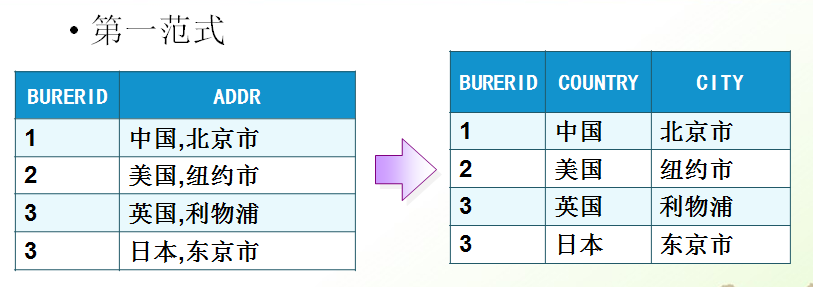 • 第一范式
BURERID ADDR
1 中国,北京市
2 美国,纽约市
3 英国,利物浦
3 日本,东京市
BURERID COUNTRY CITY
1 中国 北京市
2 美国 纽约市
3 英国 利物浦
3 日本 东京市